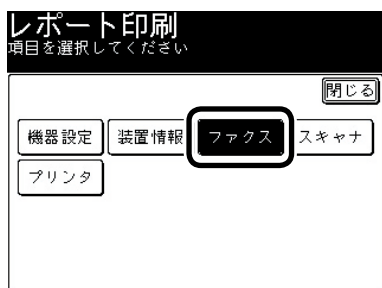 レポート印刷
項目を選択してください
閉じる
機器設定 装置情報 ファクス スキャナ
プリンタ